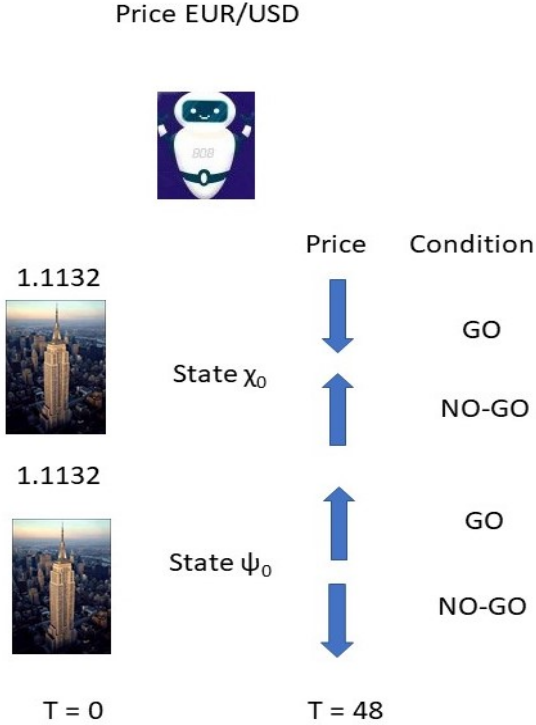 Price EUR/USD
808
Price Condition
1.1132
GO
State χ₀
NO-GO
1.1132
GO
State ψ₀
NO-GO
T = 0 T = 48